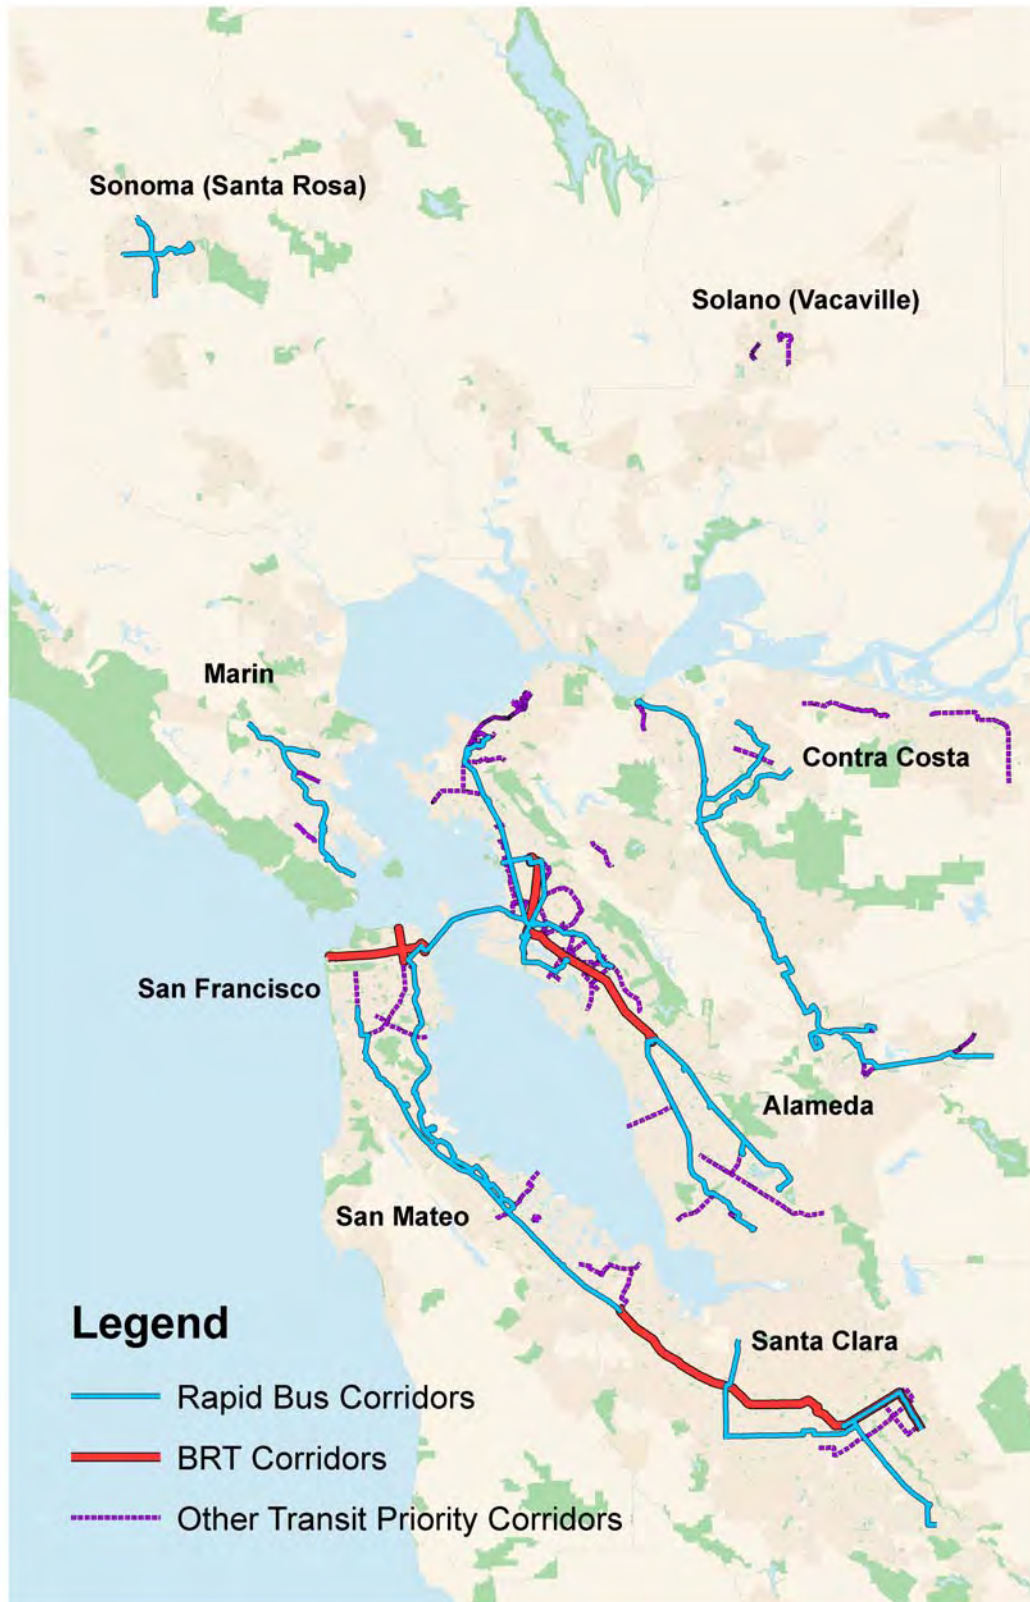 Sonoma (Santa Rosa)
Solano (Vacaville)
Marin
Contra Costa
San Francisco
Alameda
San Mateo
Santa Clara
Legend
Rapid Bus Corridors
BRT Corridors
Other Transit Priority Corridors